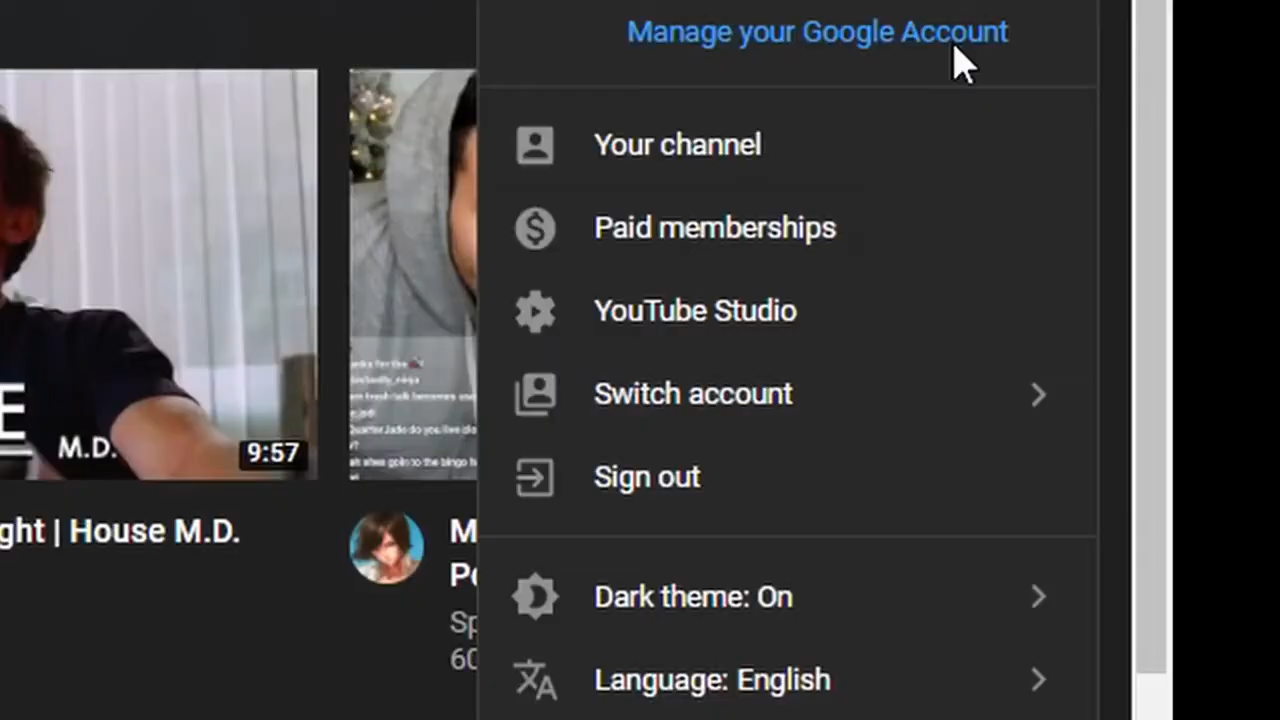 Manage your Google Account
Your channel
Paid memberships
YouTube Studio
Switch account
Sign out
Dark theme: On
Language: English
E
M.D.
9:57
ght | House M.D.
M
Po
Sp
60